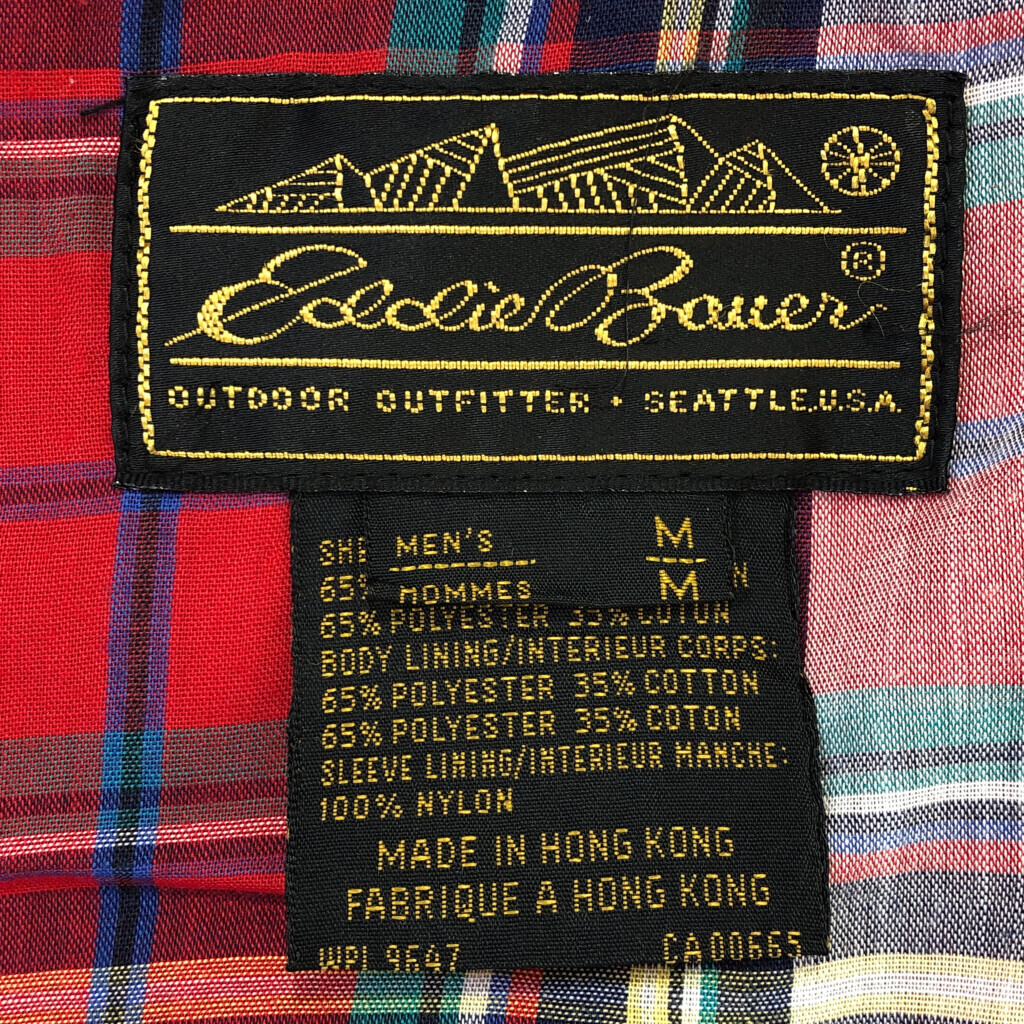 Eddie Bauer ®
OUTDOOR OUTFITTER • SEATTLE, U.S.A.
MEN'S M
HOMMES M
65%
65% POLYESTER 35% COTON
BODY LINING/INTERIEUR CORPS:
65% POLYESTER 35% COTTON
65% POLYESTER 35% COTON
SLEEVE LINING/INTERIEUR MANCHE:
100% NYLON
MADE IN HONG KONG
FABRIQUE A HONG KONG
WPL 9647 CA00665